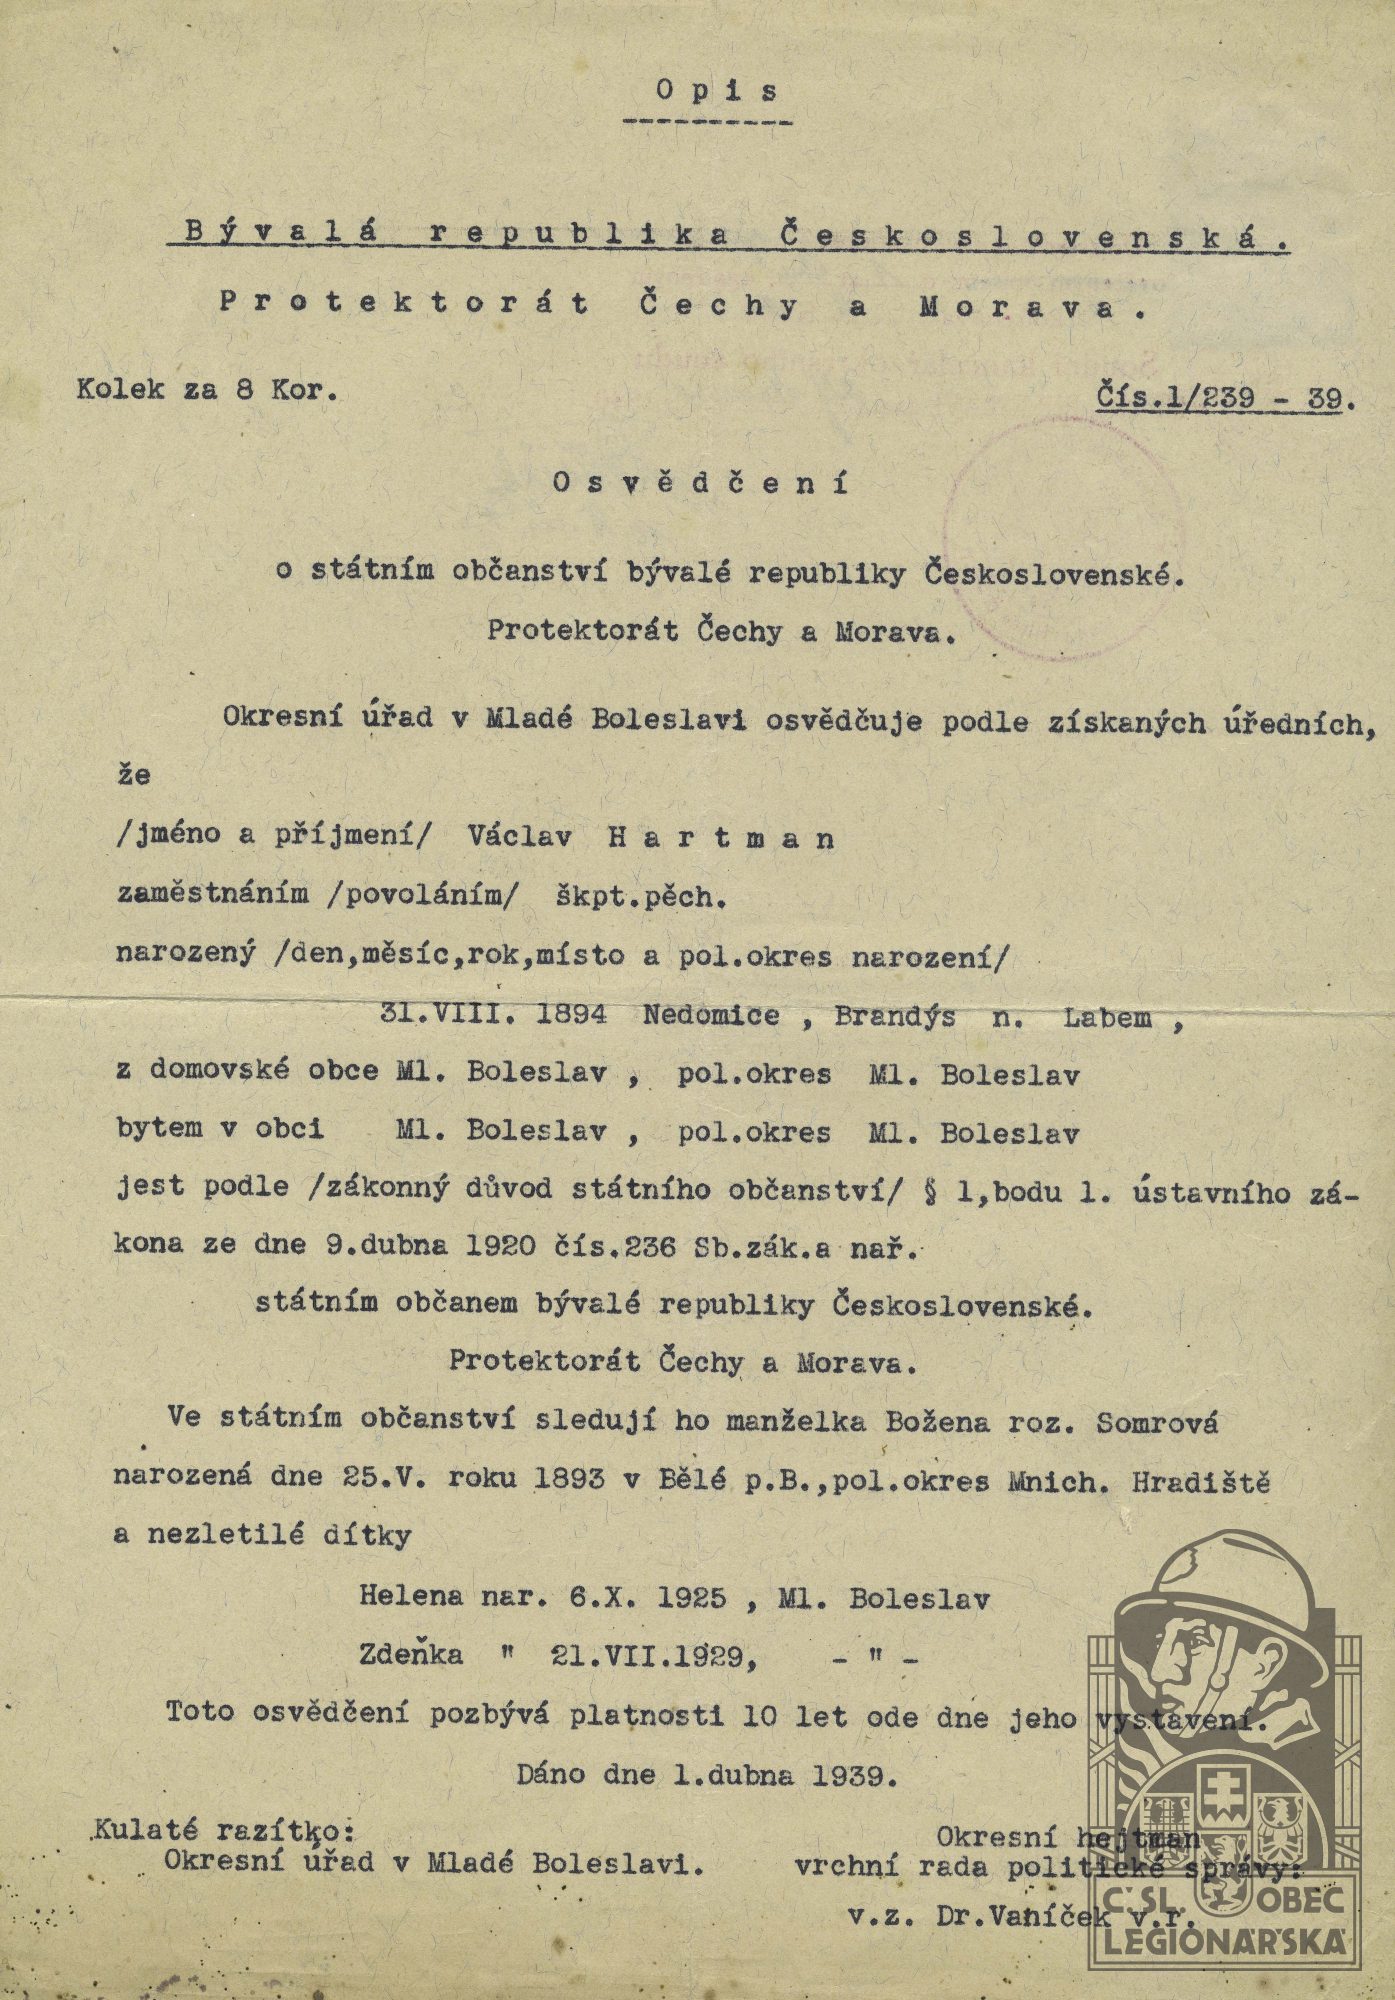 Opis
Bývalá republika Československá.
Protektorát Čechy a Morava.
Kolek za 8 Kor.
Čís.1/239 - 39.
Osvědčení
o státním občanství bývalé republiky Československé.
Protektorát Čechy a Morava.
Okresní úřad v Mladé Boleslavi osvědčuje podle získaných úředních,
že
/jméno a příjmení/ Václav Hartman
zaměstnáním /povoláním/ škpt.pěch.
narozený /den,měsíc,rok,místo a pol.okres narození/
31.VIII. 1894 Nedomice , Brandýs n. Labem ,
z domovské obce Ml. Boleslav , pol.okres Ml. Boleslav
bytem v obci Ml. Boleslav , pol.okres Ml. Boleslav
jest podle /zákonný důvod státního občanství/ § 1,bodu 1. ústavního zá-
kona ze dne 9.dubna 1920 čís.236 Sb.zák.a nař.
státním občanem bývalé republiky Československé.
Protektorát Čechy a Morava.
Ve státním občanství sledují ho manželka Božena roz. Somrová
narozená dne 25.V. roku 1893 v Bělé p.B.,pol.okres Mnich. Hradiště
a nezletilé dítky
Helena nar. 6.X. 1925 , Ml. Boleslav
Zdeňka " 21.VII.1929, - " -
Toto osvědčení pozbývá platnosti 10 let ode dne jeho vystavení.
Dáno dne 1.dubna 1939.
Kulaté razítko:
Okresní úřad v Mladé Boleslavi.
Okresní hejtman
vrchní rada politické správy:
v.z. Dr.Vaníček v.r.
Č.SL. OBEC
LEGIONÁŘSKÁ